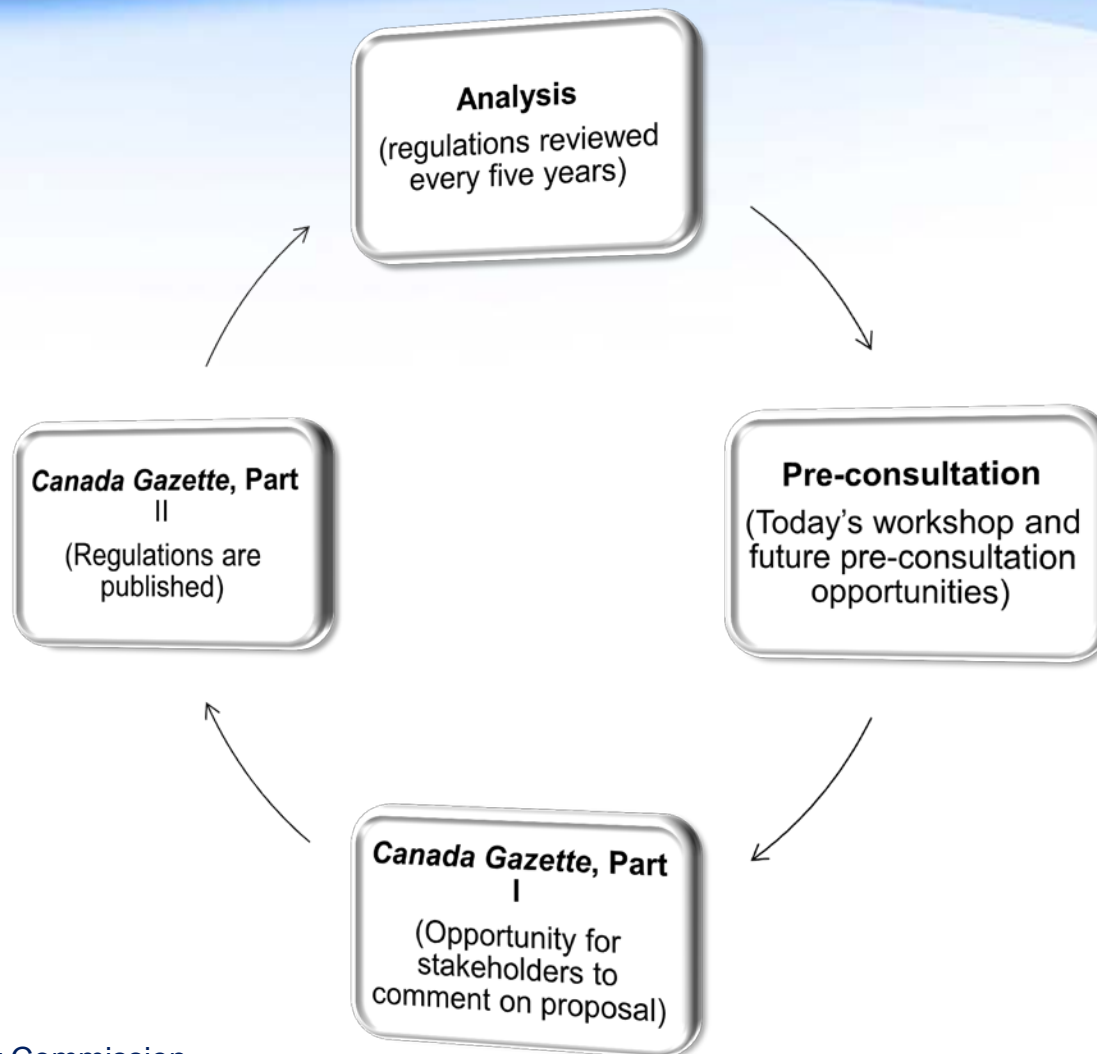 Analysis
(regulations reviewed
every five years)
Pre-consultation
(Today's workshop and
future pre-consultation
opportunities)
Canada Gazette, Part
I
(Opportunity for
stakeholders to
comment on proposal)
Canada Gazette, Part
II
(Regulations are
published)
Commission